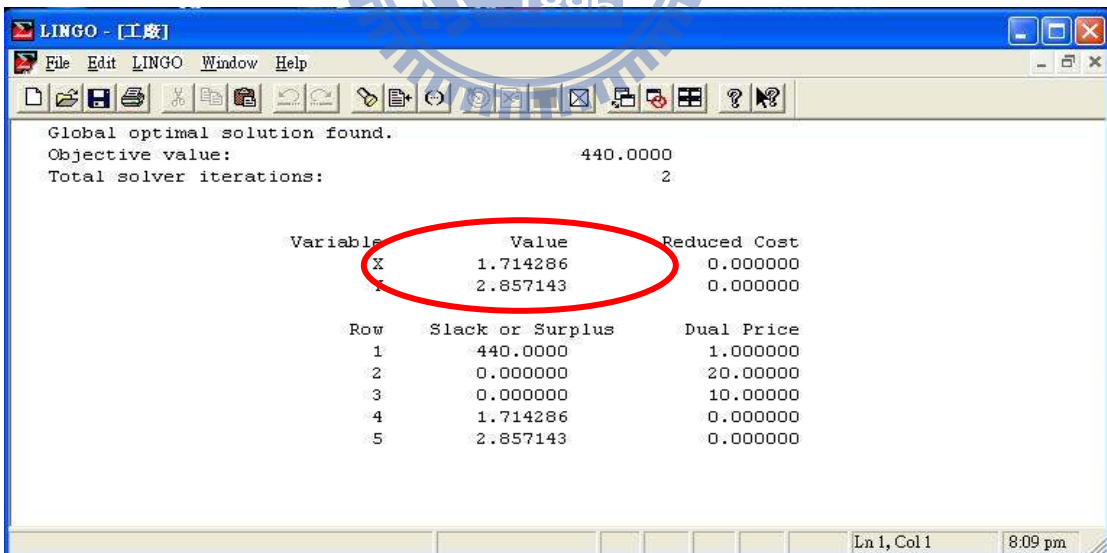 1896
LINGO - [工廠]
File Edit LINGO Window Help
Global optimal solution found.
Objective value: 440.0000
Total solver iterations: 2
Variable Value Reduced Cost
X 1.714286 0.000000
Y 2.857143 0.000000
Row Slack or Surplus Dual Price
1 440.0000 1.000000
2 0.000000 20.00000
3 0.000000 10.00000
4 1.714286 0.000000
5 2.857143 0.000000
Ln 1, Col 1 8:09 pm